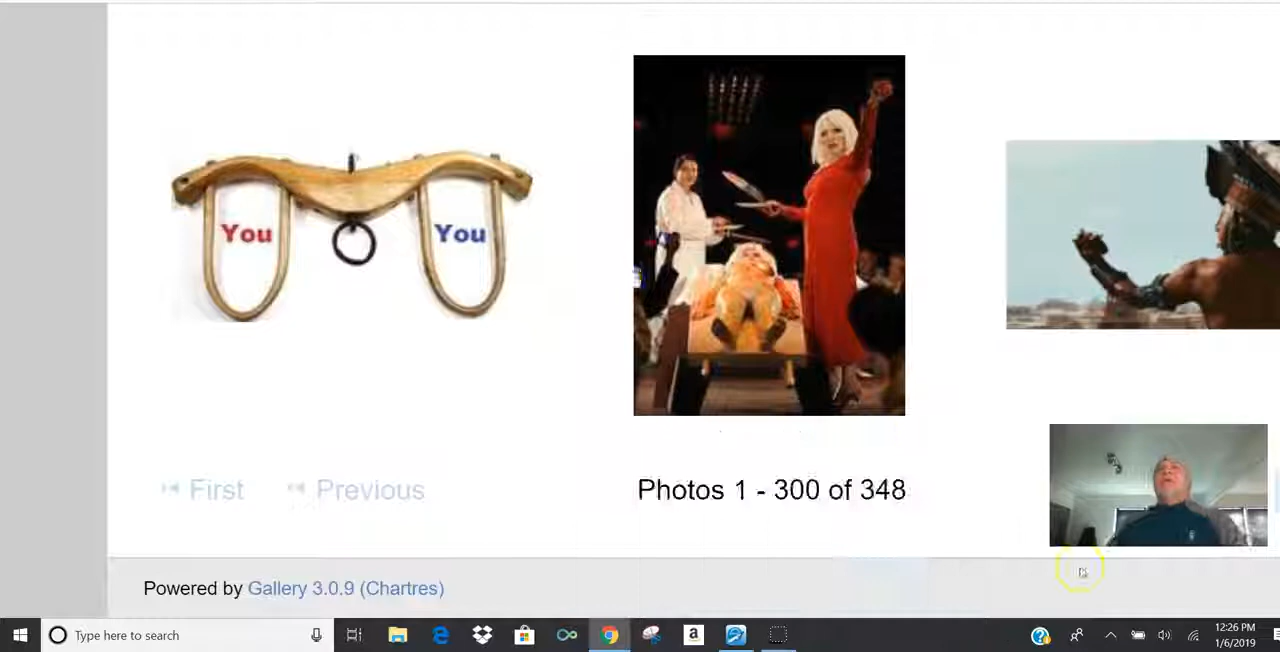 You
You
First
Previous
Photos 1 - 300 of 348
Powered by Gallery 3.0.9 (Chartres)
Type here to search
a
12:26 PM
1/6/2019